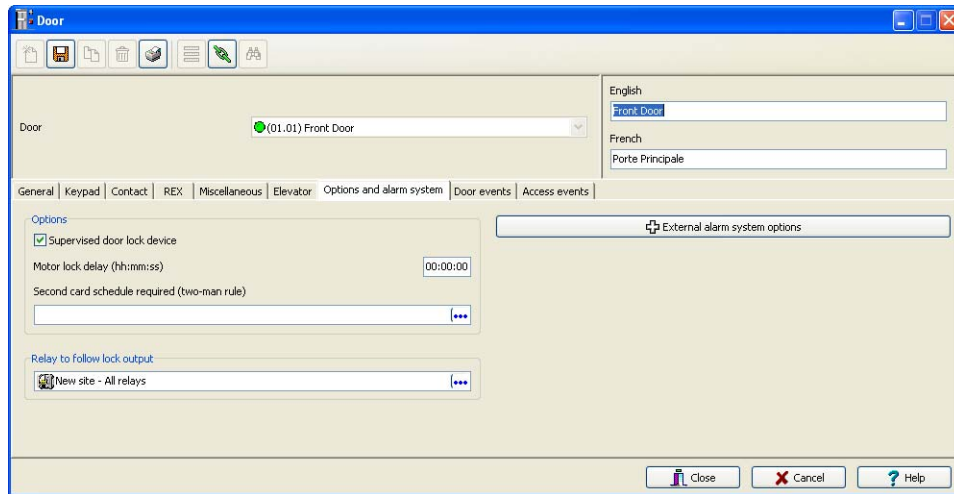 Door
English
Front Door
Door
(01.01) Front Door
French
Porte Principale
General
Keypad
Contact
REX
Miscellaneous
Elevator
Options and alarm system
Door events
Access events
Options
External alarm system options
Supervised door lock device
Motor lock delay (hh:mm:ss)
00:00:00
Second card schedule required (two-man rule)
Relay to follow lock output
New site - All relays
Close
Cancel
Help